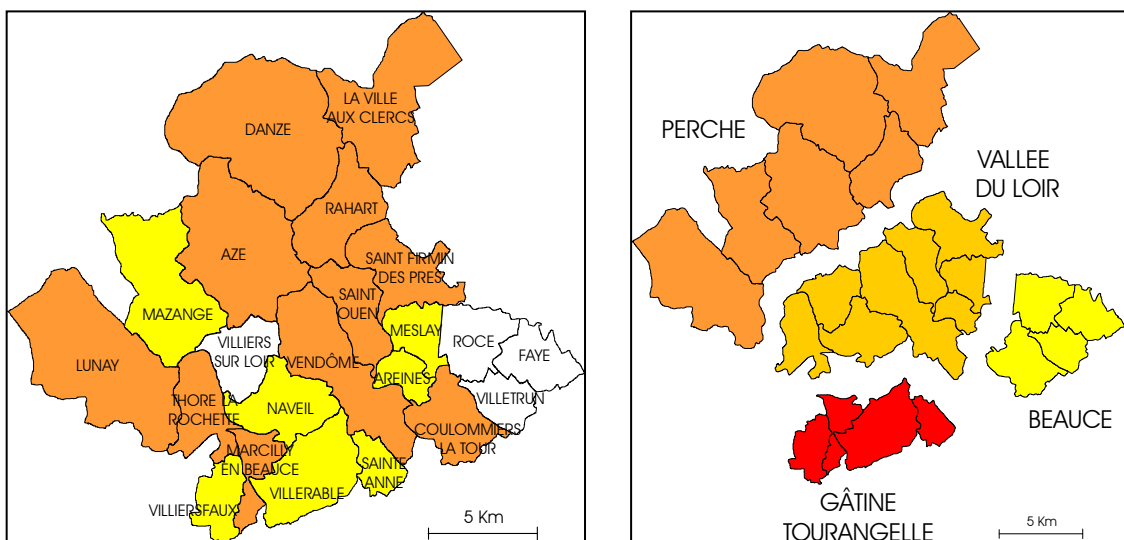 LA VILLE
AUX CLERCS
DANZE
RAHART
AZE
SAINT FIRMIN
DES PRES
SAINT
OUEN
MAZANGE
MESLAY
VILLIERS
SUR LOIR
ROCE
FAYE
LUNAY
VENDÔME
AREINES
THORE LA
ROCHETTE
NAVEIL
VILLETRUN
COULOMMIERS
LA TOUR
MARCILLY
EN BEAUCE
SAINTE
ANNE
VILLERABLE
VILLIERSFAUX
5 Km
PERCHE
VALLEE
DU LOIR
BEAUCE
GÂTINE
TOURANGELLE
5 Km